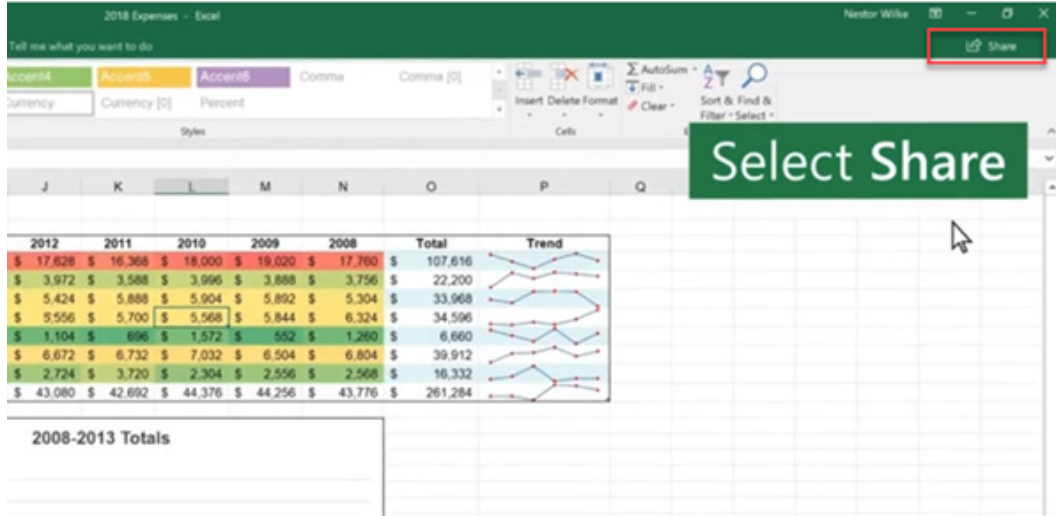 2018 Expenses - Excel
Nestor Wilke
Tell me what you want to do
Share
Accent4 Accent5 Accent6 Comma Comma [0]
Currency Currency [0] Percent
Styles
Insert Delete Format
Cells
AutoSum
Fill
Clear
Sort & Find &
Filter Select
Select Share
J K L M N O P Q
2012 2011 2010 2009 2008 Total Trend
$ 17,628 $ 16,368 $ 18,000 $ 19,020 $ 17,760 $ 107,616
$ 3,972 $ 3,588 $ 3,996 $ 3,888 $ 3,756 $ 22,200
$ 5,424 $ 5,888 $ 5,904 $ 5,892 $ 5,304 $ 33,968
$ 5,556 $ 5,700 $ 5,568 $ 5,844 $ 6,324 $ 34,596
$ 1,104 $ 696 $ 1,572 $ 552 $ 1,260 $ 6,660
$ 6,672 $ 6,732 $ 7,032 $ 6,504 $ 6,804 $ 39,912
$ 2,724 $ 3,720 $ 2,304 $ 2,556 $ 2,568 $ 16,332
$ 43,080 $ 42,692 $ 44,376 $ 44,256 $ 43,776 $ 261,284
2008-2013 Totals